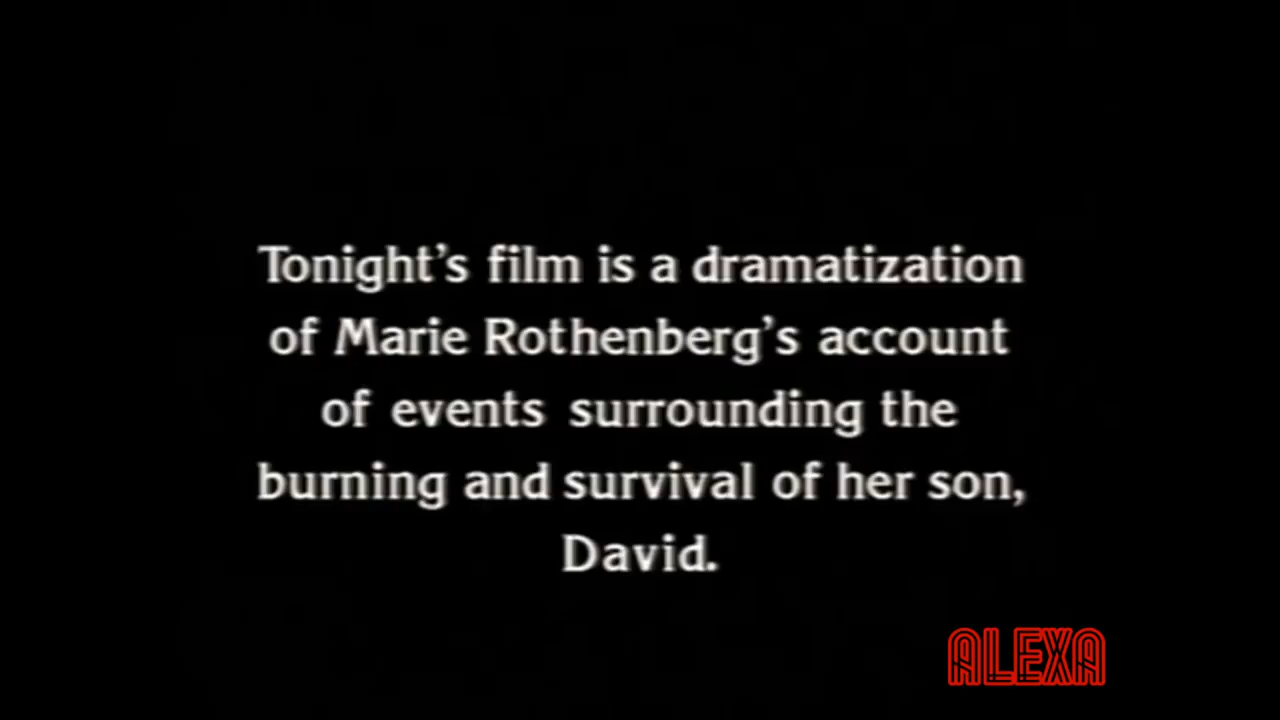 Tonight's film is a dramatization
of Marie Rothenberg's account
of events surrounding the
burning and survival of her son,
David.
ALEXA